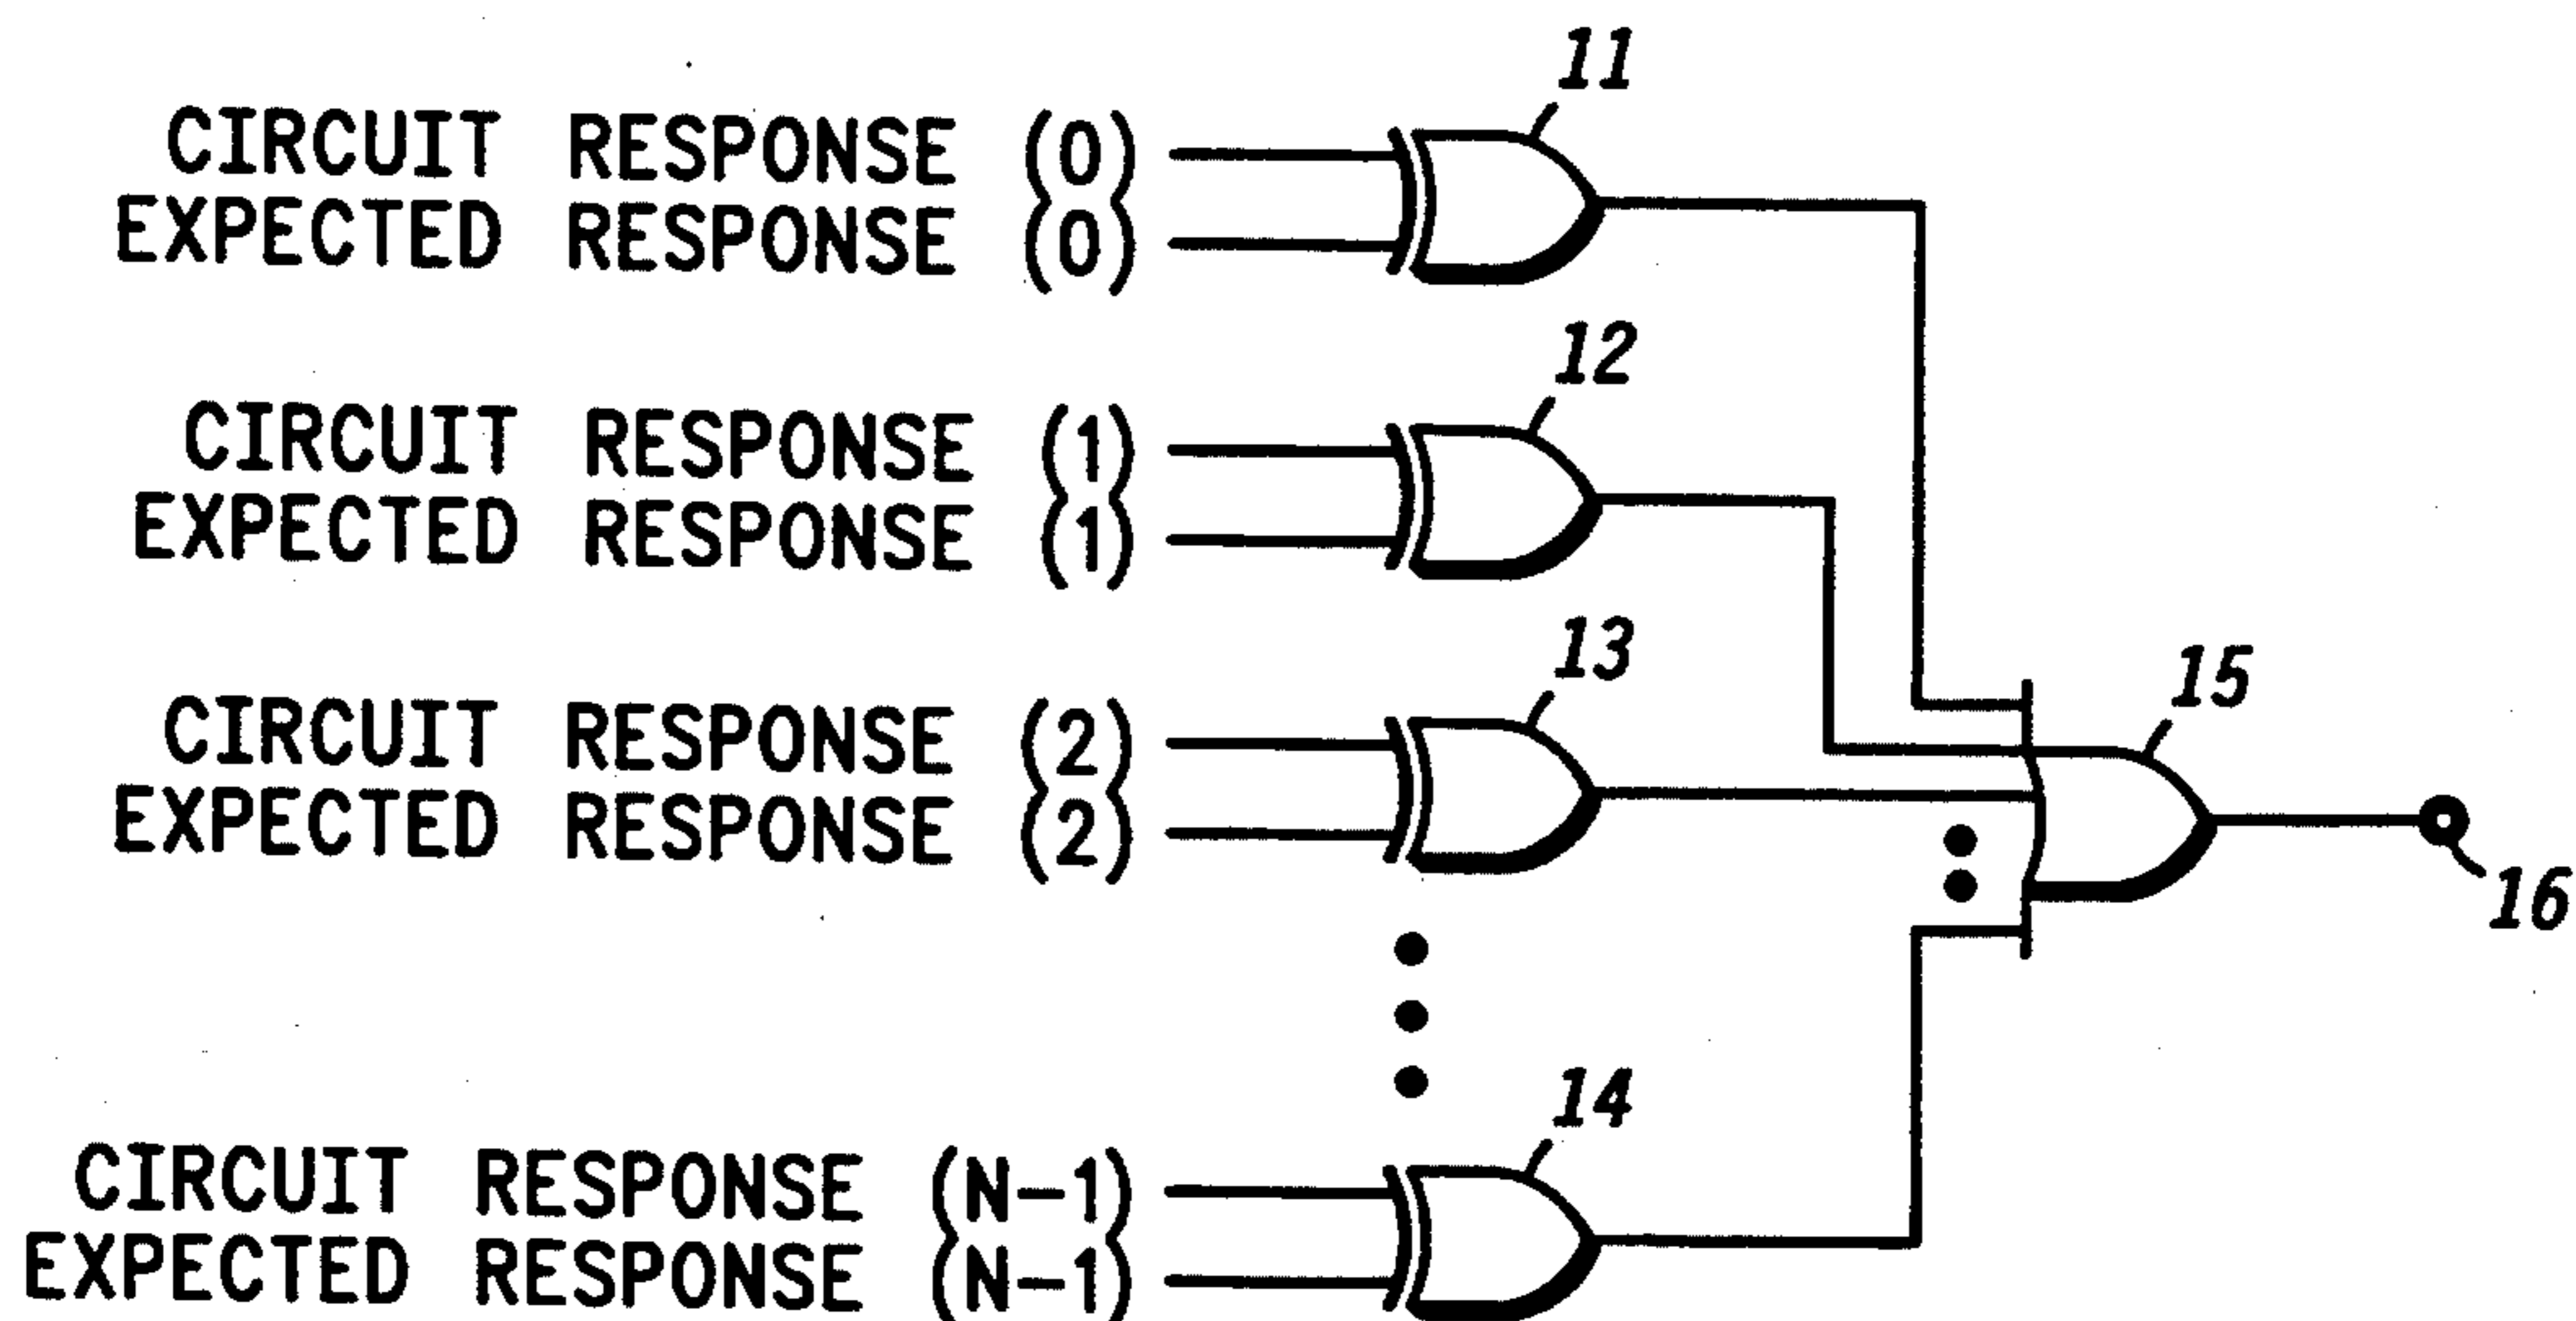 11
CIRCUIT RESPONSE (0)
EXPECTED RESPONSE (0)
12
CIRCUIT RESPONSE (1)
EXPECTED RESPONSE (1)
13
CIRCUIT RESPONSE (2)
EXPECTED RESPONSE (2)
15
16
14
CIRCUIT RESPONSE (N-1)
EXPECTED RESPONSE (N-1)